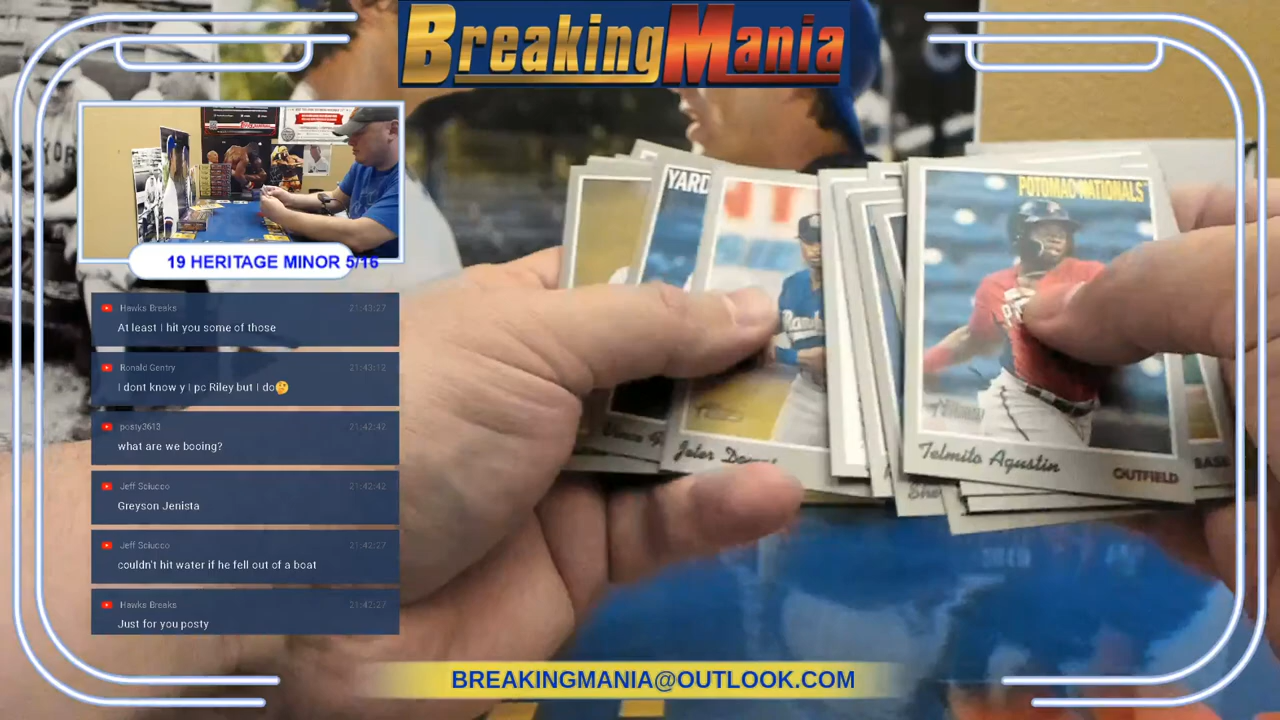 BreakingMania
19 HERITAGE MINOR 5/16
Hawks Breaks 21:43:27
At least I hit you some of those
Ronald Gentry 21:43:12
I dont know y I pc Riley but I do🤔
posty3613 21:42:42
what are we booing?
Jeff Sciucco 21:42:42
Greyson Jenista
Jeff Sciucco 21:42:27
couldn't hit water if he fell out of a boat
Hawks Breaks 21:42:27
Just for you posty
YARD
Jeter
POTOMAC NATIONALS
Telmito Agustin
OUTFIELD
BASE
BREAKINGMANIA@OUTLOOK.COM